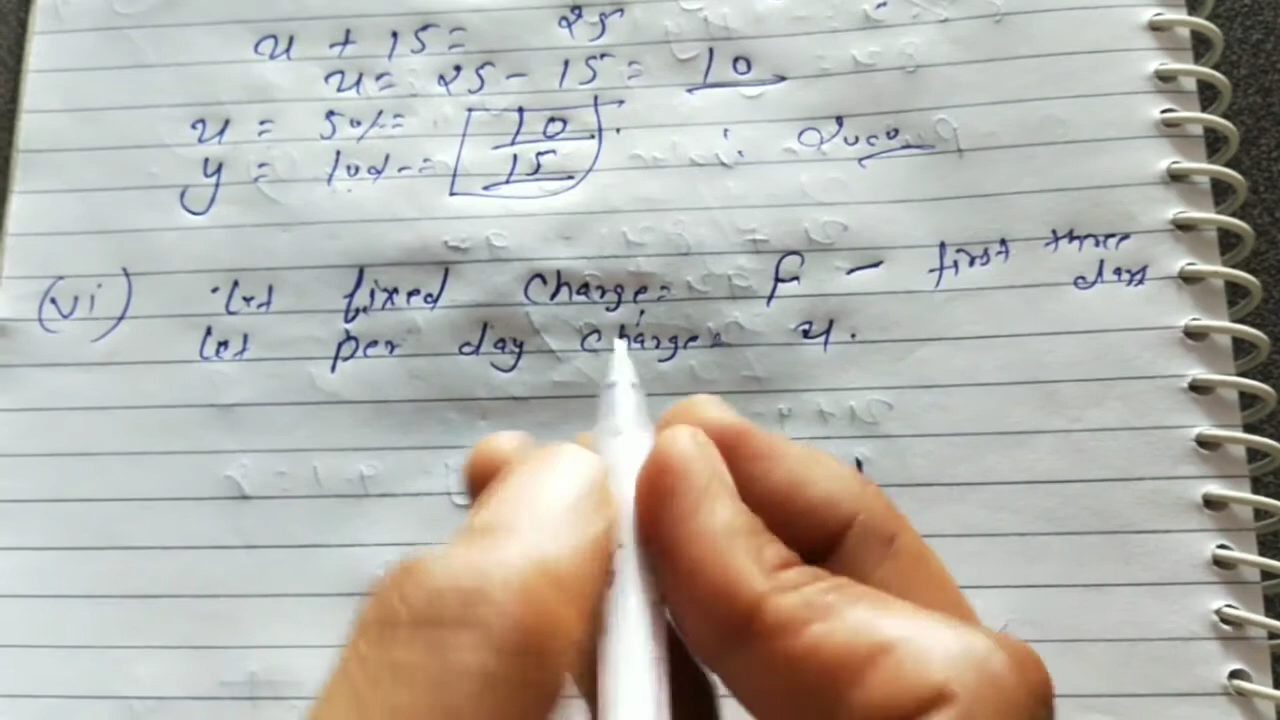 x + 15 = 25
x = 25 - 15 = 10
x = 50/- = 10
y = 100/- = 15
(vi) Let fixed charge = F - first three days
Let per day charge = x.